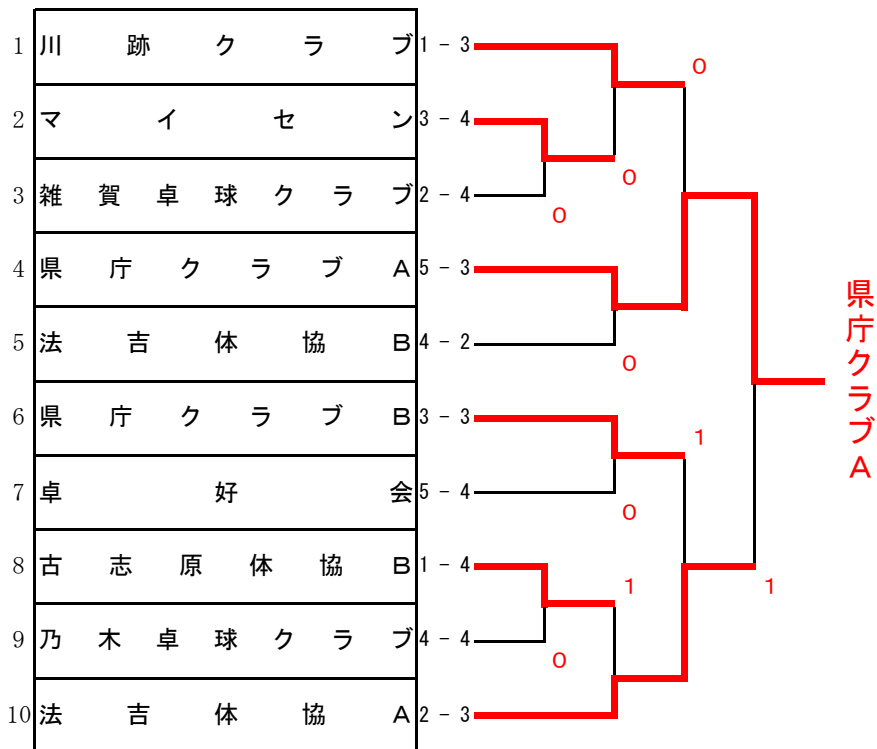 1 川跡クラブ 1-3
0
2 マイセン 3-4
0
3 雑賀卓球クラブ 2-4
0
4 県庁クラブA 5-3
県庁クラブA
5 法吉体協B 4-2
0
6 県庁クラブB 3-3
1
7 卓好会 5-4
0
8 古志原体協B 1-4
1
1
9 乃木卓球クラブ 4-4
0
10 法吉体協A 2-3